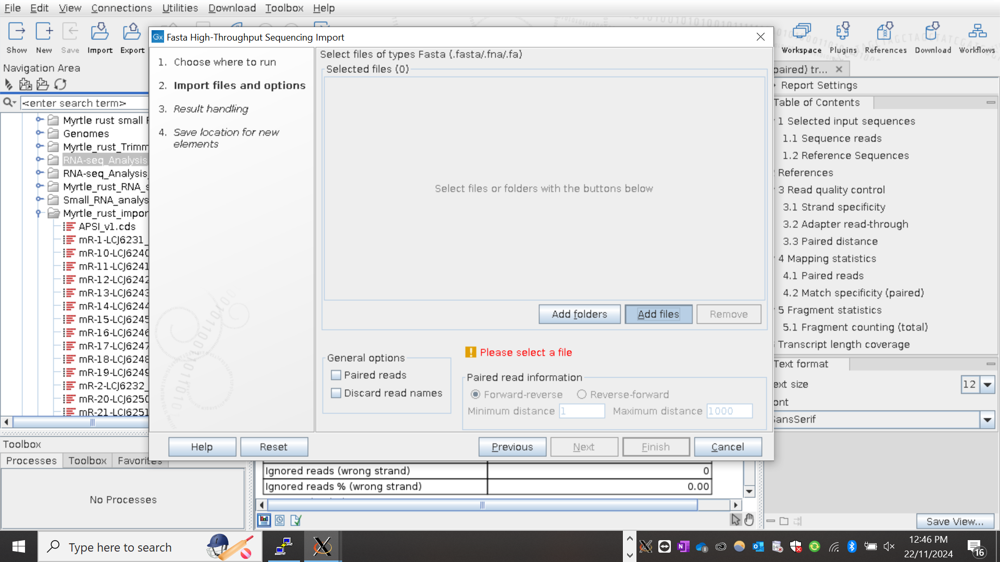 File Edit View Connections Utilities Download Toolbox Help
Show New Save Import Export
Workspace Plugins References Download Workflows
Gx Fasta High-Throughput Sequencing Import
1. Choose where to run
2. Import files and options
3. Result handling
4. Save location for new
elements
Select files of types Fasta (.fasta/.fna/.fa)
Selected files (0)
Select files or folders with the buttons below
Add folders Add files Remove
Please select a file
General options
Paired reads
Discard read names
Paired read information
Forward-reverse Reverse-forward
Minimum distance 1 Maximum distance 1000
Help Reset Previous Next Finish Cancel
Navigation Area
<enter search term>
Myrtle rust small
Genomes
Myrtle_rust_Trimm
RNA-seq_Analysis
RNA-seq_Analysis
Myrtle_rust_RNA_s
Small_RNA_analys
Myrtle_rust_impor
APSI_v1.cds
mR-1-LCJ6231_
mR-10-LCJ6240
mR-11-LCJ6241
mR-12-LCJ6242
mR-13-LCJ6243
mR-14-LCJ6244
mR-15-LCJ6245
mR-16-LCJ6246
mR-17-LCJ6247
mR-18-LCJ6248
mR-19-LCJ6249
mR-2-LCJ6232_
mR-20-LCJ6250
mR-21-LCJ6251
Toolbox
Processes Toolbox Favorites
No Processes
Ignored reads (wrong strand) 0
Ignored reads % (wrong strand) 0.00
paired) tr...
Report Settings
Table of Contents
1 Selected input sequences
1.1 Sequence reads
1.2 Reference Sequences
References
3 Read quality control
3.1 Strand specificity
3.2 Adapter read-through
3.3 Paired distance
4 Mapping statistics
4.1 Paired reads
4.2 Match specificity (paired)
5 Fragment statistics
5.1 Fragment counting (total)
Transcript length coverage
Text format
ext size 12
ont
SansSerif
Save View...
Type here to search
12:46 PM
22/11/2024
16